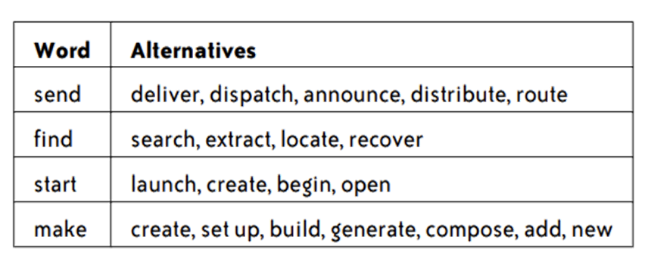 Word Alternatives
send deliver, dispatch, announce, distribute, route
find search, extract, locate, recover
start launch, create, begin, open
make create, set up, build, generate, compose, add, new